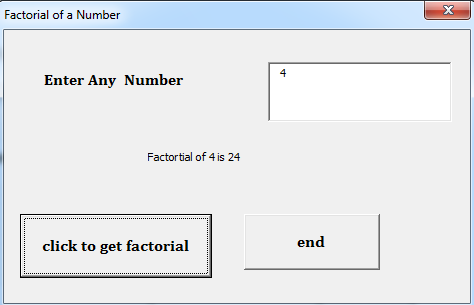 Factorial of a Number
Enter Any  Number
4
Factortial of 4 is 24
click to get factorial
end